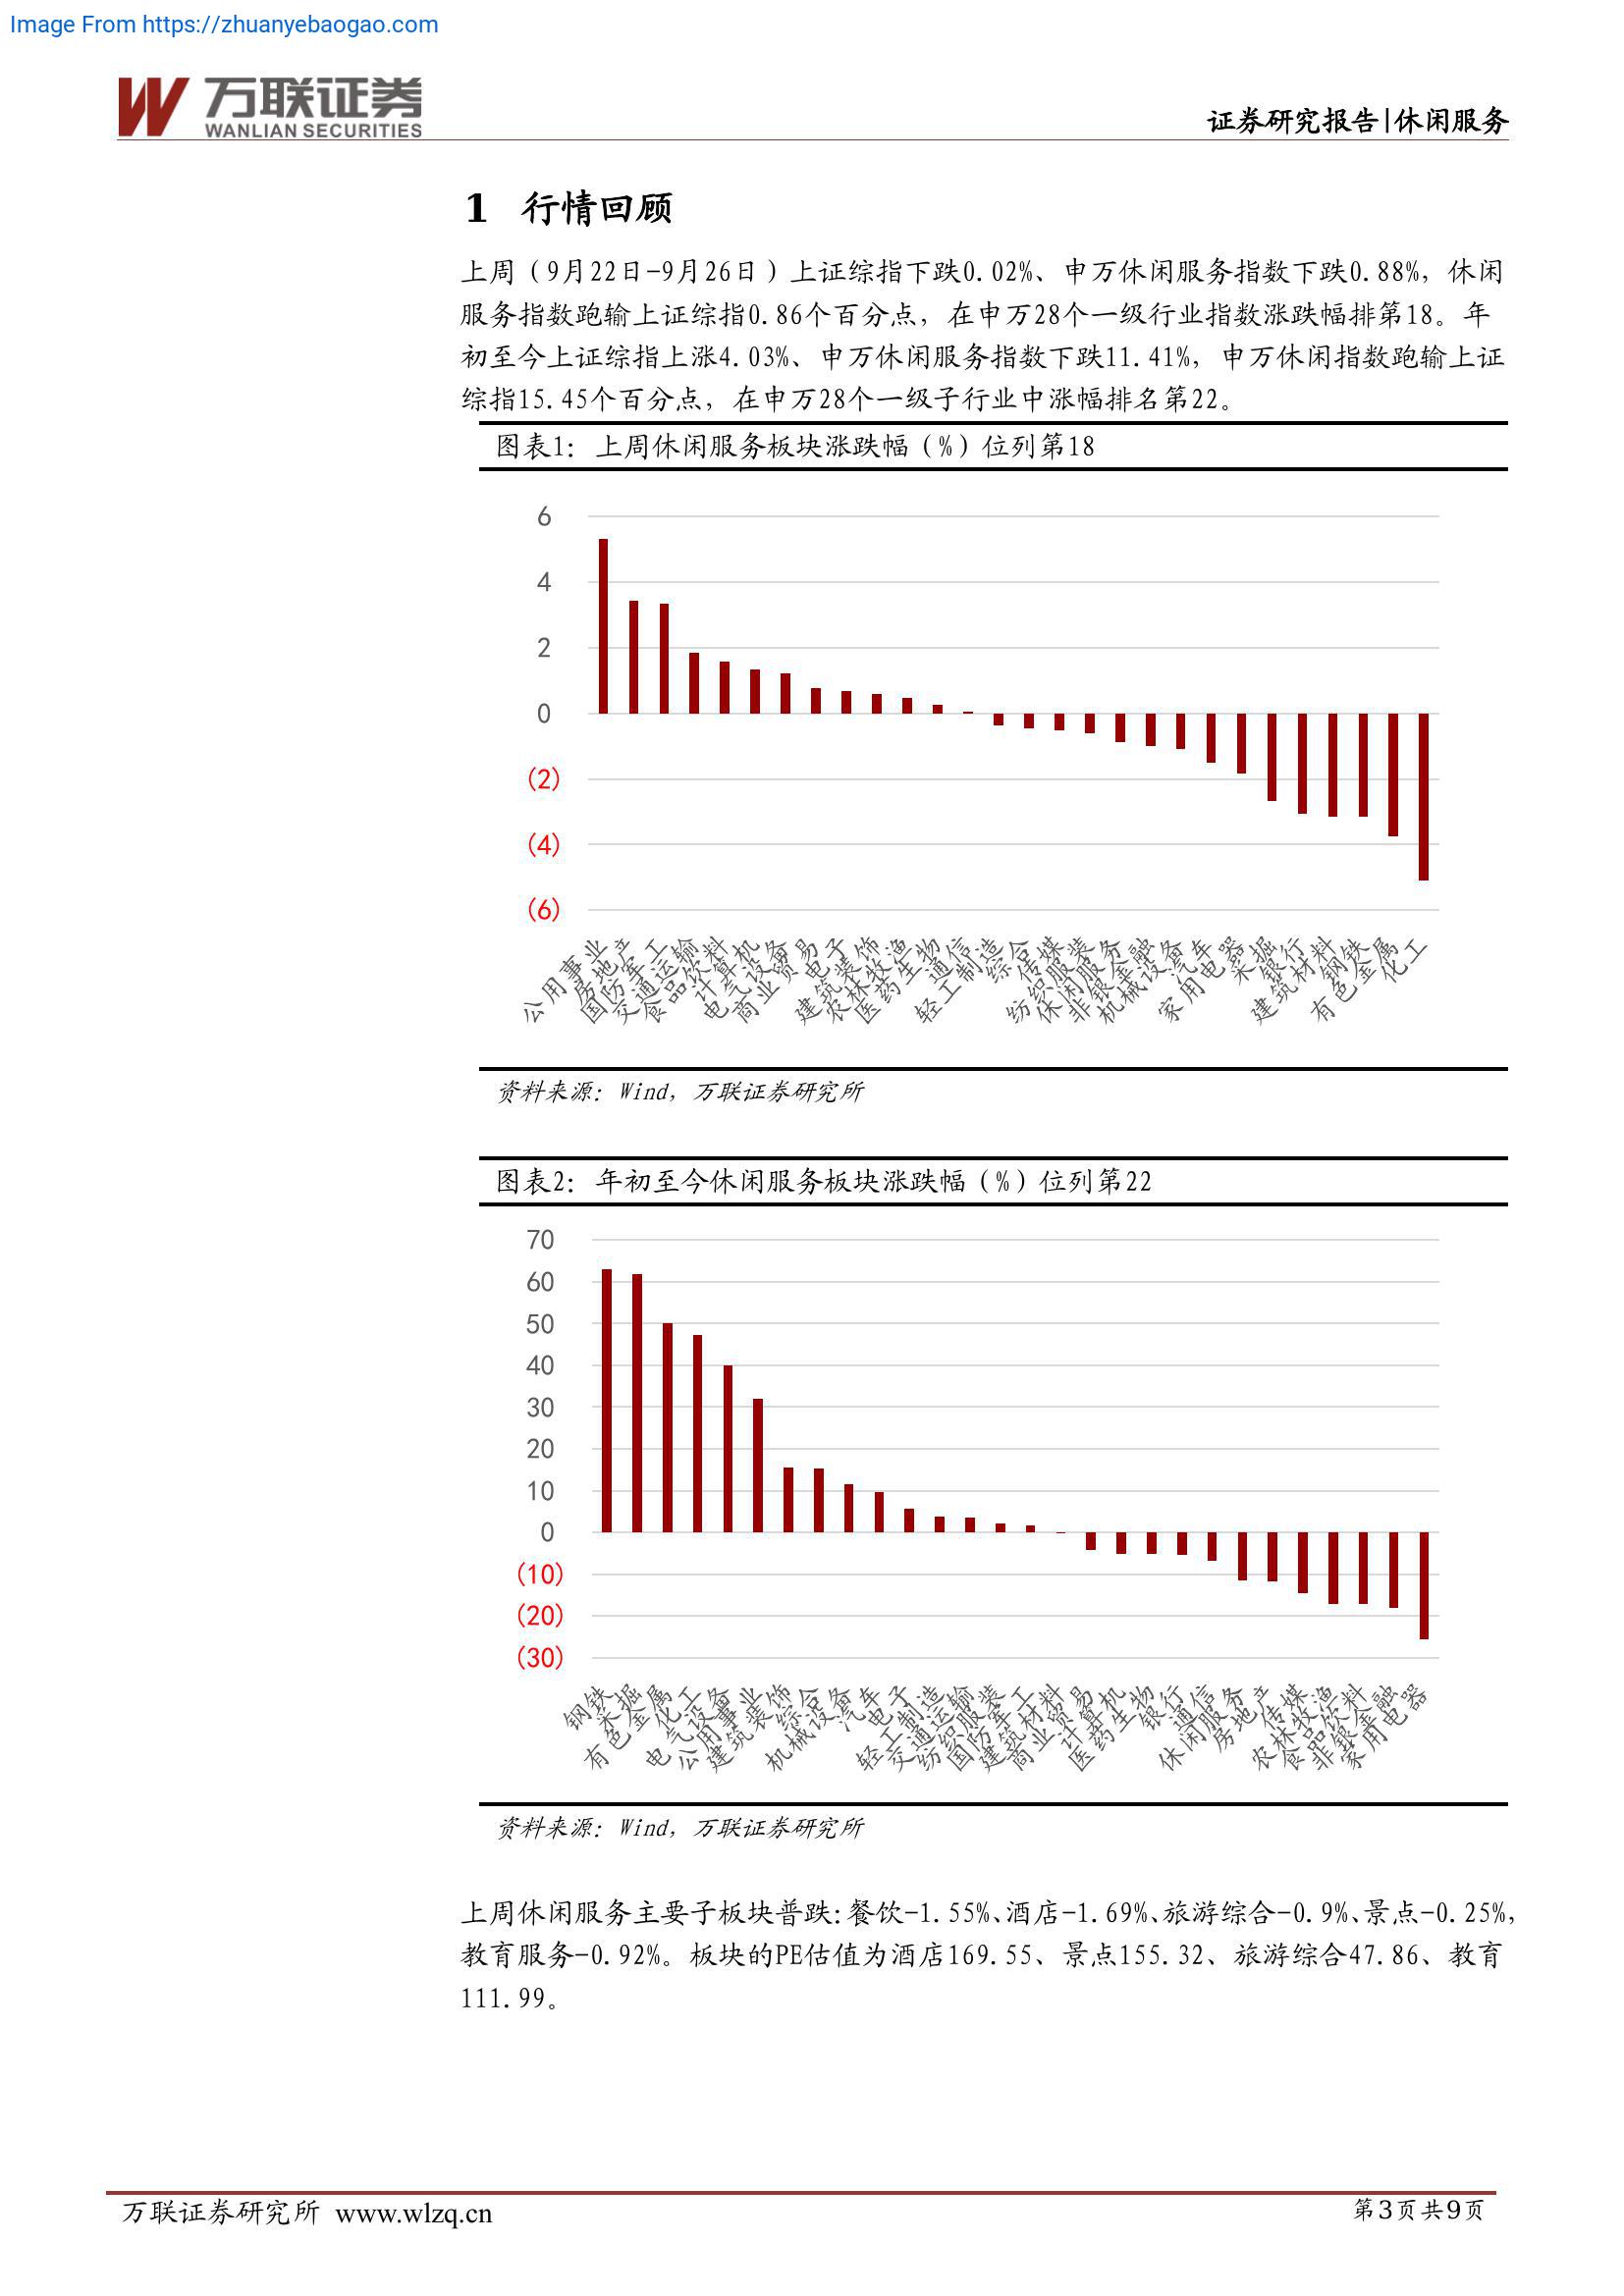 Image From https://zhuanyebaogao.com
万联证券
WANLIAN SECURITIES
证券研究报告|休闲服务
1 行情回顾
上周（9月22日-9月26日）上证综指下跌0.02%、申万休闲服务指数下跌0.88%，休闲
服务指数跑输上证综指0.86个百分点，在申万28个一级行业指数涨跌幅排第18。年
初至今上证综指上涨4.03%、申万休闲服务指数下跌11.41%，申万休闲指数跑输上证
综指15.45个百分点，在申万28个一级子行业中涨幅排名第22。
图表1：上周休闲服务板块涨跌幅（%）位列第18
6
4
2
0
(2)
(4)
(6)
公用事业
房地产
国防军工
交通运输
食品饮料
计算机
电气设备
商业贸易
电子
建筑装饰
农林牧渔
医药生物
通信
轻工制造
综合
传媒
纺织服装
休闲服务
非银金融
机械设备
汽车
家用电器
采掘
银行
建筑材料
钢铁
有色金属
化工
资料来源：Wind，万联证券研究所
图表2：年初至今休闲服务板块涨跌幅（%）位列第22
70
60
50
40
30
20
10
0
(10)
(20)
(30)
钢铁
采掘
有色金属
化工
电气设备
公用事业
建筑装饰
综合
机械设备
汽车
电子
轻工制造
交通运输
纺织服装
国防军工
建筑材料
商业贸易
计算机
医药生物
银行
通信
休闲服务
房地产
传媒
农林牧渔
食品饮料
非银金融
家用电器
资料来源：Wind，万联证券研究所
上周休闲服务主要子板块普跌：餐饮-1.55%、酒店-1.69%、旅游综合-0.9%、景点-0.25%，
教育服务-0.92%。板块的PE估值为酒店169.55、景点155.32、旅游综合47.86、教育
111.99。
万联证券研究所 www.wlzq.cn
第3页共9页